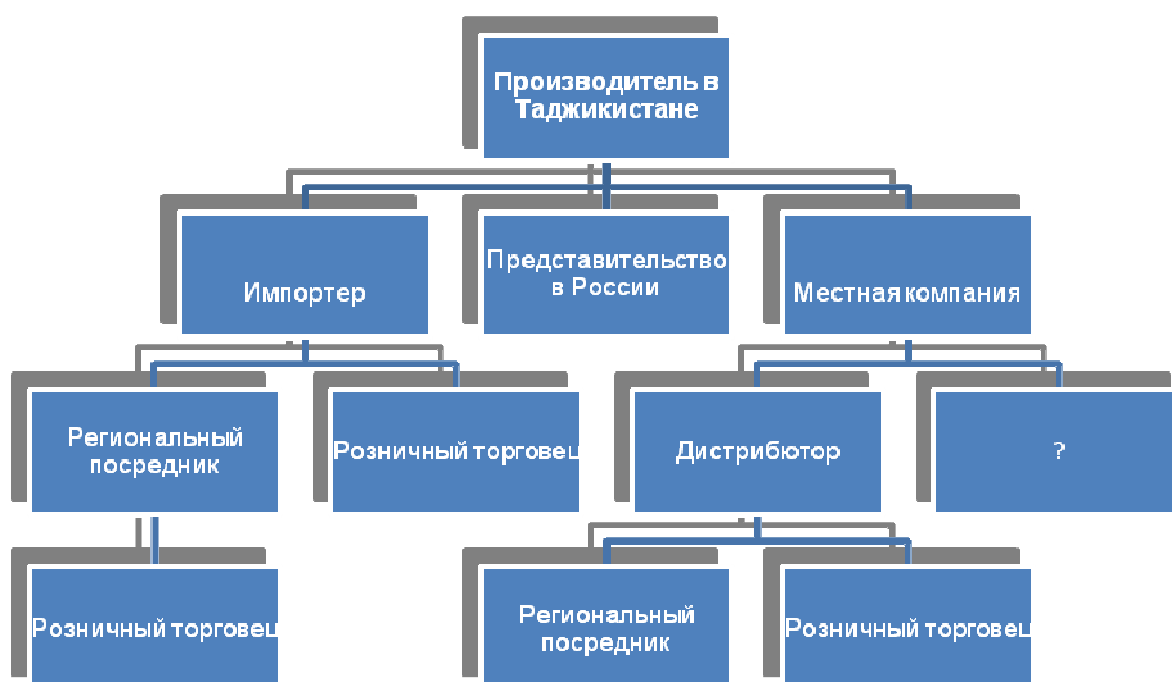 Производитель в
Таджикистане
Импортер
Представительство
в России
Местная компания
Региональный
посредник
Розничный торговец
Дистрибютор
?
Розничный торговец
Региональный
посредник
Розничный торговец